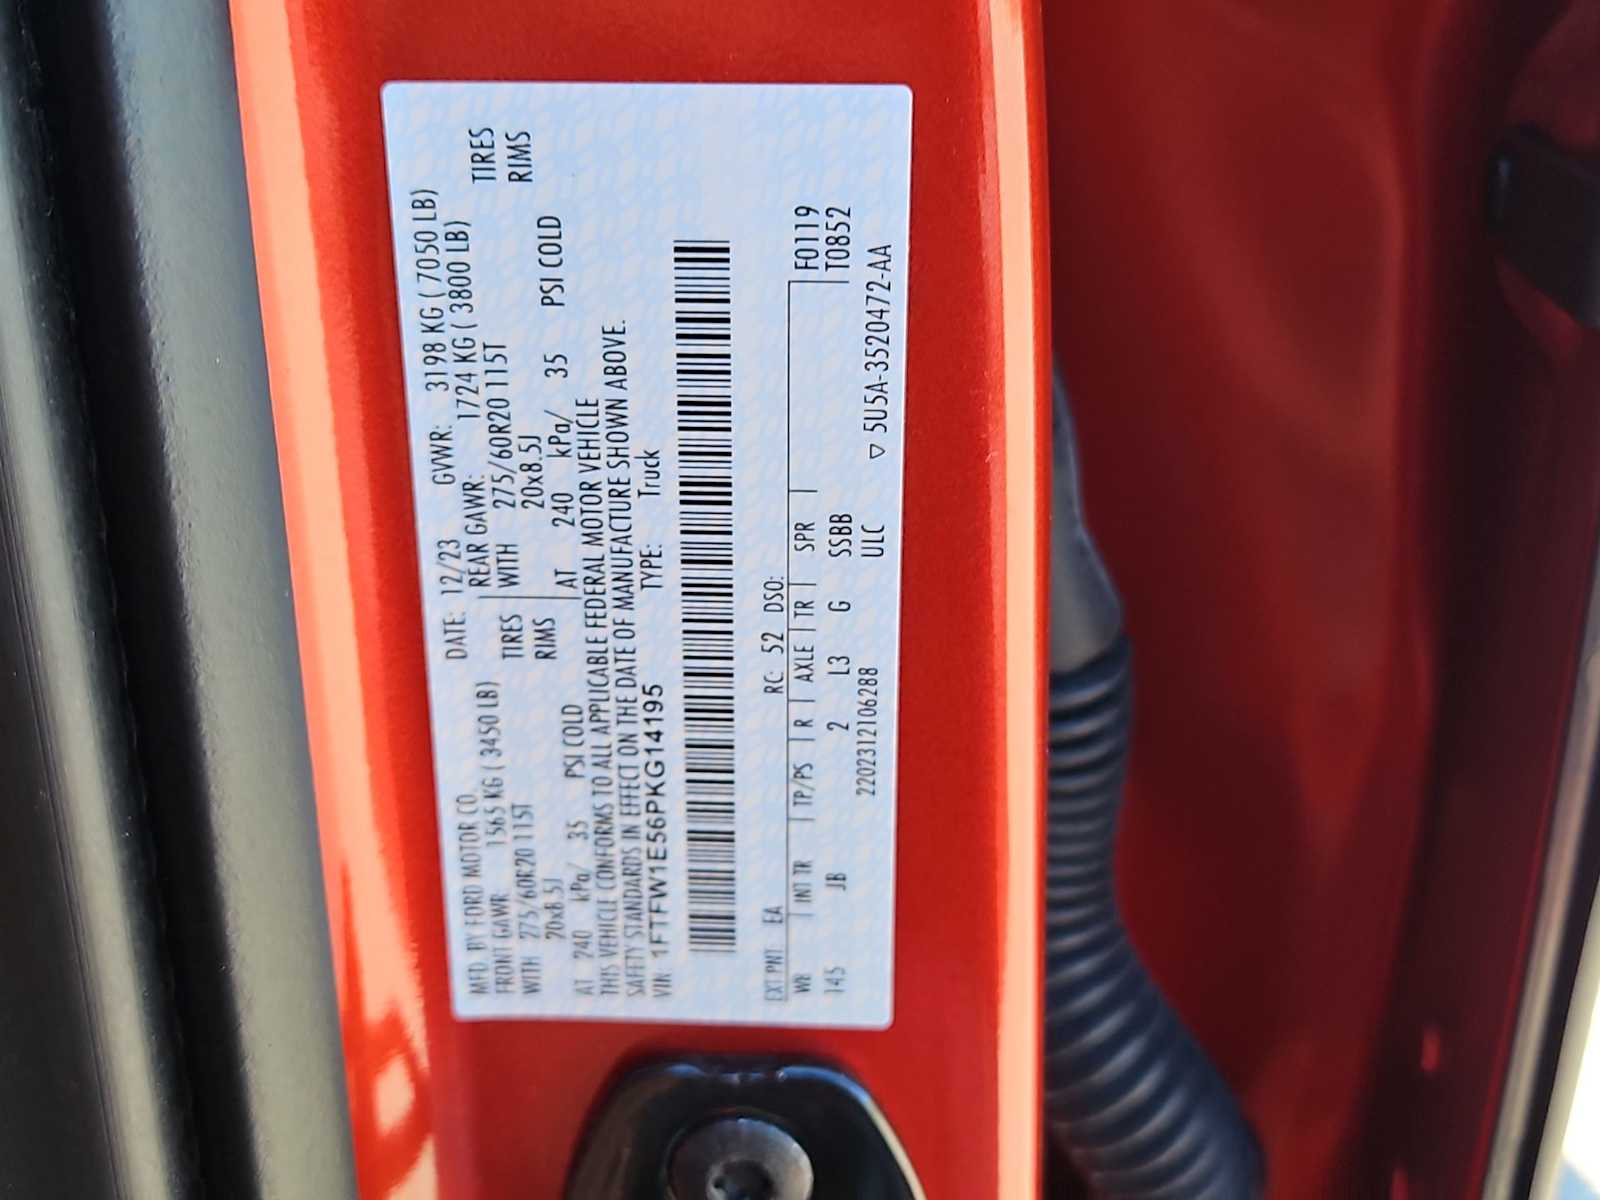 MFD. BY FORD MOTOR CO. DATE: 12/23 GVWR: 3198 KG ( 7050 LB)
FRONT GAWR: 1565 KG ( 3450 LB) REAR GAWR: 1724 KG ( 3800 LB)
WITH 275/60R20 115T TIRES WITH 275/60R20 115T TIRES
20x8.5J RIMS 20x8.5J RIMS
AT 240 kPa/ 35 PSI COLD AT 240 kPa/ 35 PSI COLD
THIS VEHICLE CONFORMS TO ALL APPLICABLE FEDERAL MOTOR VEHICLE
SAFETY STANDARDS IN EFFECT ON THE DATE OF MANUFACTURE SHOWN ABOVE.
VIN: 1FTFW1E56PKG14195 TYPE: Truck
EXT PNT: EA RC: 52 DSO:
WB | INT TR | TP/PS | R | AXLE | TR | SPR | F0119
145 JB 2 L3 G SSBB T0852
220231210628​8 ULC ▽ 5U5A-3520472-AA